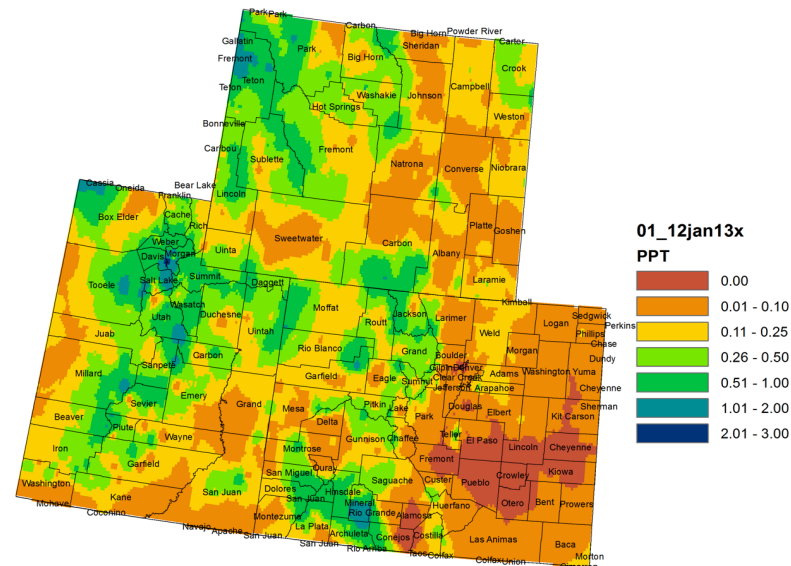 Park Park
Carbon
Big Horn
Powder River
Carter
Gallatin
Park
Sheridan
Fremont
Big Horn
Crook
Teton
Teton
Washakie
Johnson
Campbell
Hot Springs
Weston
Bonneville
Caribou
Fremont
Sublette
Natrona
Converse
Niobrara
Cassia
Oneida
Bear Lake
Franklin
Lincoln
Box Elder
Cache
Rich
Platte
Goshen
Weber
Morgan
Uinta
Sweetwater
Carbon
Albany
Davis
Salt Lake
Summit
Daggett
Laramie
Tooele
Wasatch
Kimball
Utah
Duchesne
Uintah
Moffat
Routt
Jackson
Larimer
Weld
Logan
Sedgwick
Perkins
Phillips
Chase
Juab
Carbon
Rio Blanco
Grand
Boulder
Morgan
Dundy
Sanpete
Garfield
Eagle
Summit
Gilpin
Denver
Clear Creek
Adams
Washington
Yuma
Millard
Emery
Jefferson
Arapahoe
Cheyenne
Sevier
Grand
Mesa
Pitkin
Lake
Park
Douglas
Elbert
Kit Carson
Sherman
Beaver
Piute
Delta
Wayne
Gunnison
Chaffee
Teller
El Paso
Lincoln
Cheyenne
Iron
Montrose
Garfield
Ouray
Fremont
Kiowa
San Miguel
Saguache
Custer
Pueblo
Crowley
Washington
San Juan
Dolores
Hinsdale
San Juan
Mineral
Otero
Bent
Prowers
Kane
Rio Grande
Alamosa
Huerfano
Mohave
Coconino
Montezuma
La Plata
Archuleta
Conejos
Costilla
Las Animas
Baca
Navajo
Apache
San Juan
San Juan
Rio Arriba
Taos
Colfax
Colfax
Union
Morton
01_12jan13x
PPT
0.00
0.01 - 0.10
0.11 - 0.25
0.26 - 0.50
0.51 - 1.00
1.01 - 2.00
2.01 - 3.00